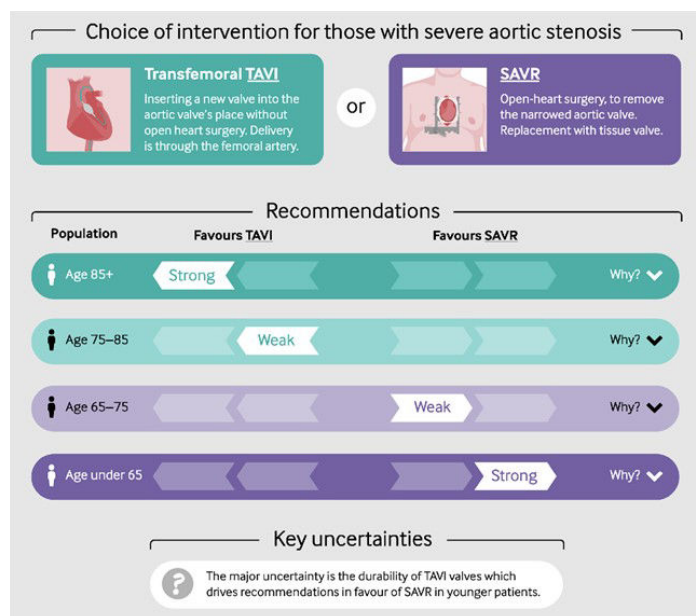 Choice of intervention for those with severe aortic stenosis
Transfemoral TAVI
Inserting a new valve into the
aortic valve's place without
open heart surgery. Delivery
is through the femoral artery.
or
SAVR
Open-heart surgery, to remove
the narrowed aortic valve.
Replacement with tissue valve.
Recommendations
Population Favours TAVI Favours SAVR
Age 85+ Strong Why?
Age 75–85 Weak Why?
Age 65–75 Weak Why?
Age under 65 Strong Why?
Key uncertainties
? The major uncertainty is the durability of TAVI valves which
drives recommendations in favour of SAVR in younger patients.